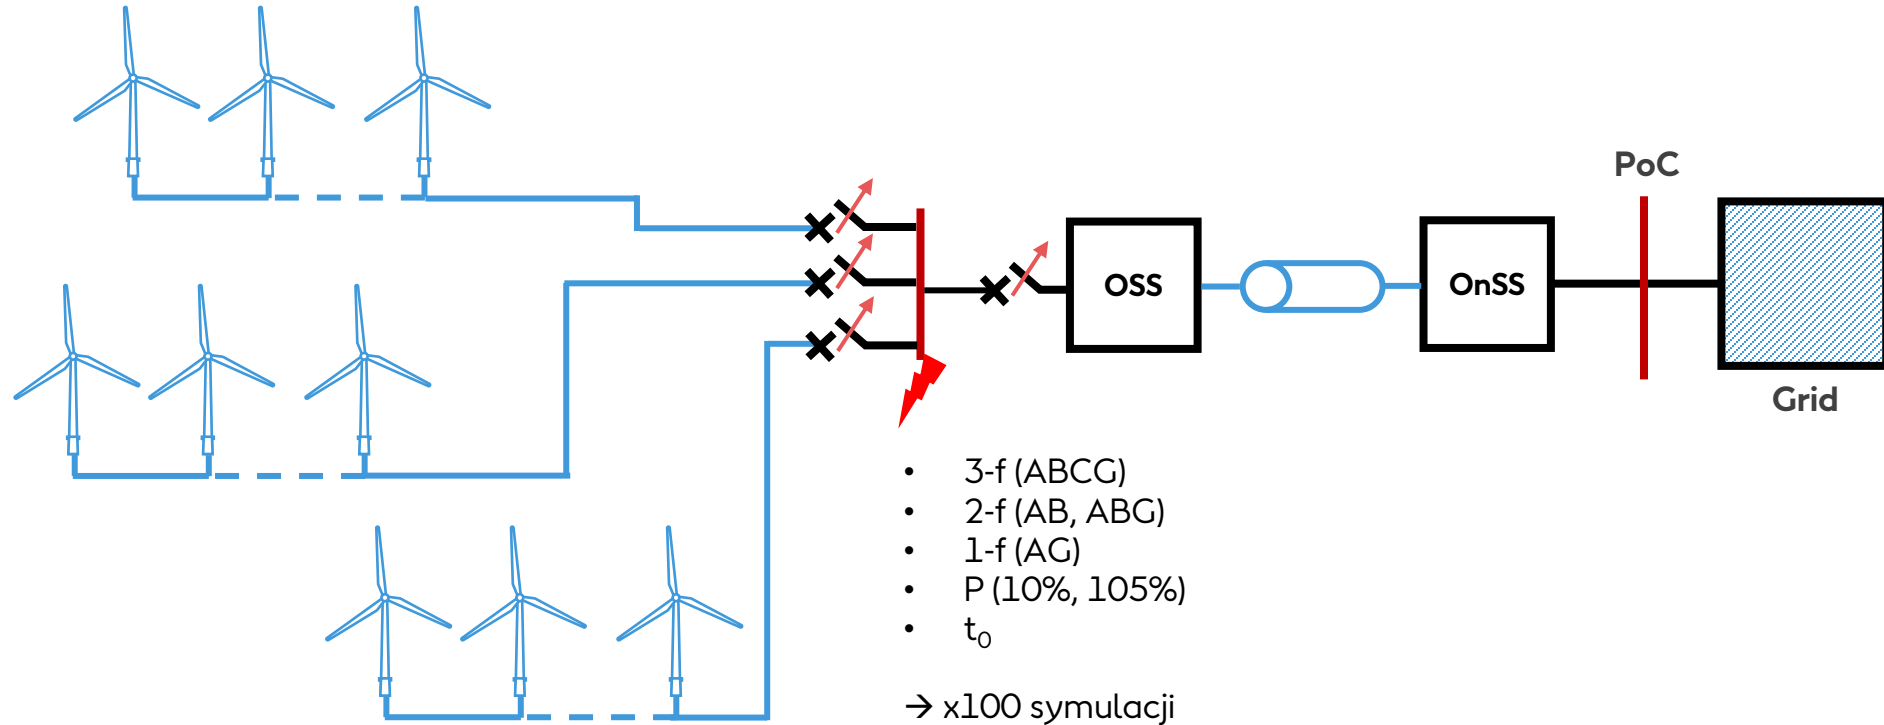 PoC
OSS
OnSS
Grid
• 3-f (ABCG)
• 2-f (AB, ABG)
• 1-f (AG)
• P (10%, 105%)
• t₀
→ x100 symulacji